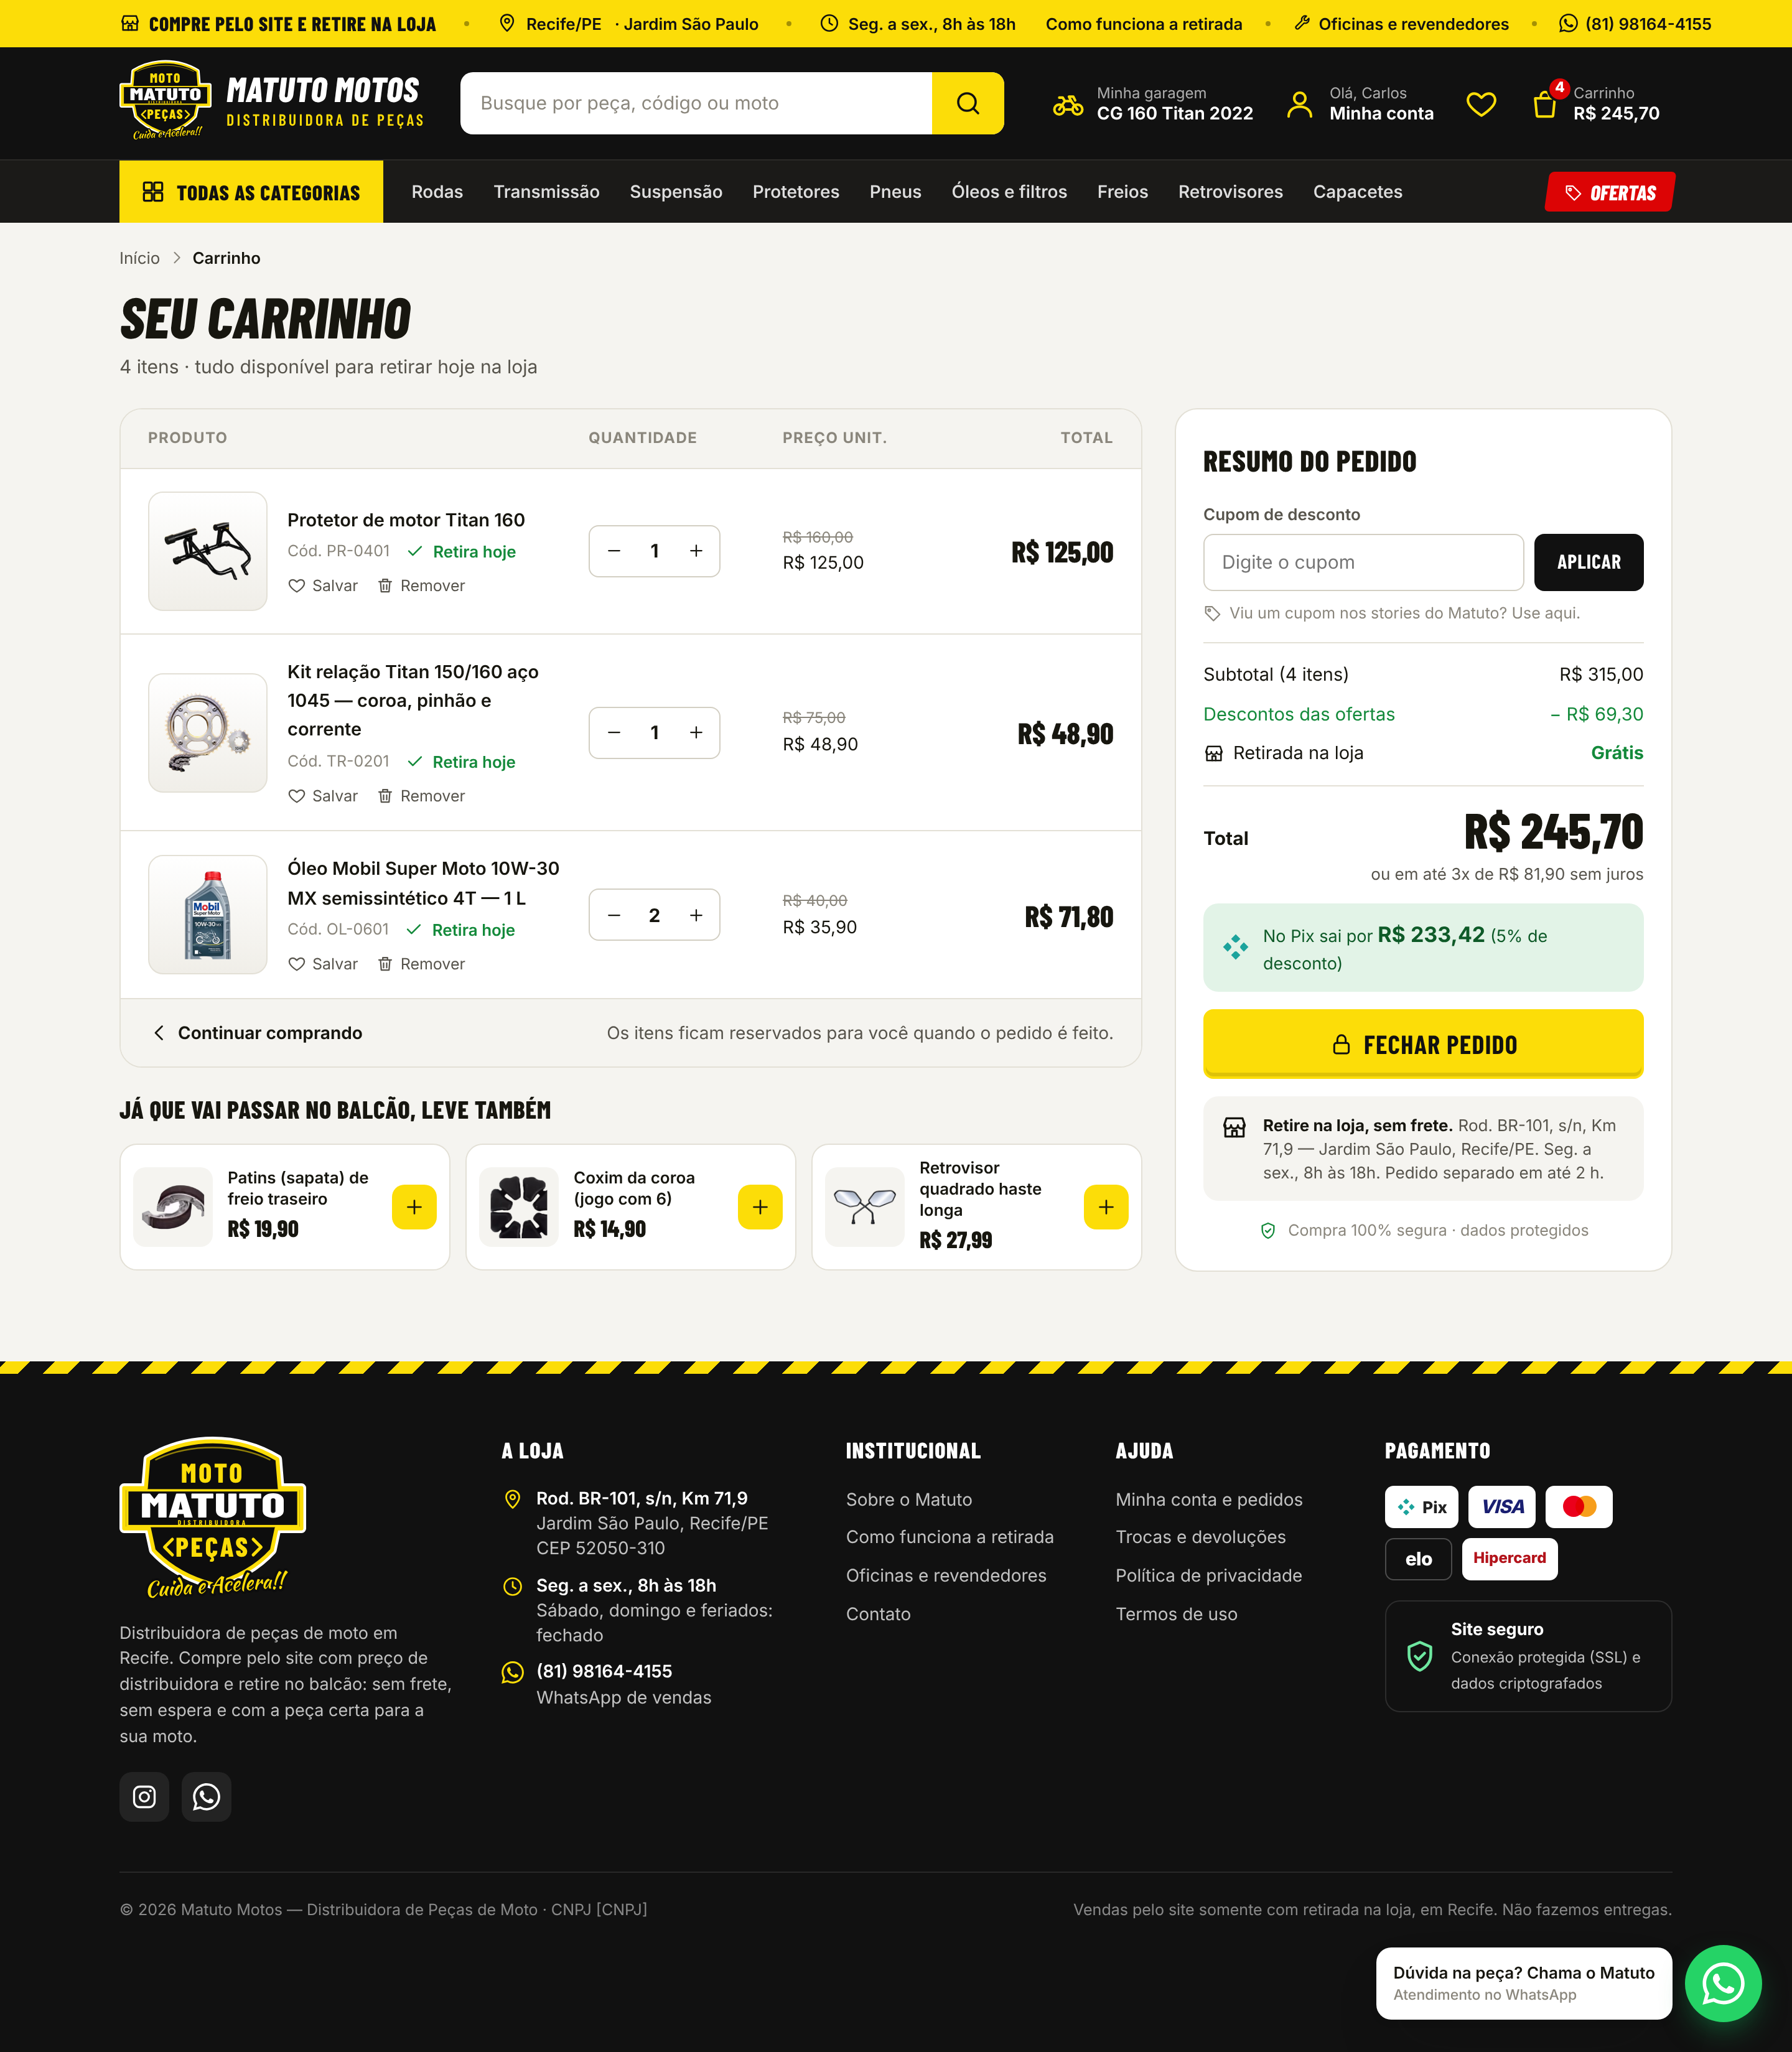 COMPRE PELO SITE E RETIRE NA LOJA • Recife/PE · Jardim São Paulo • Seg. a sex., 8h às 18h Como funciona a retirada • Oficinas e revendedores • (81) 98164-4155
MOTO
MATUTO
DISTRIBUIDORA
<PEÇAS>
Cuida e Acelera!!
MATUTO MOTOS
DISTRIBUIDORA DE PEÇAS
Busque por peça, código ou moto
Minha garagem
CG 160 Titan 2022
Olá, Carlos
Minha conta
4
Carrinho
R$ 245,70
TODAS AS CATEGORIAS Rodas Transmissão Suspensão Protetores Pneus Óleos e filtros Freios Retrovisores Capacetes OFERTAS
Início > Carrinho
SEU CARRINHO
4 itens · tudo disponível para retirar hoje na loja
PRODUTO QUANTIDADE PREÇO UNIT. TOTAL
Protetor de motor Titan 160
Cód. PR-0401 Retira hoje
Salvar Remover
− 1 +
R$ 160,00
R$ 125,00
R$ 125,00
Kit relação Titan 150/160 aço
1045 — coroa, pinhão e
corrente
Cód. TR-0201 Retira hoje
Salvar Remover
− 1 +
R$ 75,00
R$ 48,90
R$ 48,90
Mobil
Super Moto
10W-30
Óleo Mobil Super Moto 10W-30
MX semissintético 4T — 1 L
Cód. OL-0601 Retira hoje
Salvar Remover
− 2 +
R$ 40,00
R$ 35,90
R$ 71,80
Continuar comprando Os itens ficam reservados para você quando o pedido é feito.
JÁ QUE VAI PASSAR NO BALCÃO, LEVE TAMBÉM
Patins (sapata) de
freio traseiro
R$ 19,90
+
Coxim da coroa
(jogo com 6)
R$ 14,90
+
Retrovisor
quadrado haste
longa
R$ 27,99
+
RESUMO DO PEDIDO
Cupom de desconto
Digite o cupom APLICAR
Viu um cupom nos stories do Matuto? Use aqui.
Subtotal (4 itens) R$ 315,00
Descontos das ofertas − R$ 69,30
Retirada na loja Grátis
Total R$ 245,70
ou em até 3x de R$ 81,90 sem juros
No Pix sai por R$ 233,42 (5% de
desconto)
FECHAR PEDIDO
Retire na loja, sem frete. Rod. BR-101, s/n, Km
71,9 — Jardim São Paulo, Recife/PE. Seg. a
sex., 8h às 18h. Pedido separado em até 2 h.
Compra 100% segura · dados protegidos
MOTO
MATUTO
DISTRIBUIDORA
<PEÇAS>
Cuida e Acelera!!
Distribuidora de peças de moto em
Recife. Compre pelo site com preço de
distribuidora e retire no balcão: sem frete,
sem espera e com a peça certa para a
sua moto.
A LOJA
Rod. BR-101, s/n, Km 71,9
Jardim São Paulo, Recife/PE
CEP 52050-310
Seg. a sex., 8h às 18h
Sábado, domingo e feriados:
fechado
(81) 98164-4155
WhatsApp de vendas
INSTITUCIONAL
Sobre o Matuto
Como funciona a retirada
Oficinas e revendedores
Contato
AJUDA
Minha conta e pedidos
Trocas e devoluções
Política de privacidade
Termos de uso
PAGAMENTO
Pix VISA
elo Hipercard
Site seguro
Conexão protegida (SSL) e
dados criptografados
© 2026 Matuto Motos — Distribuidora de Peças de Moto · CNPJ [CNPJ]
Vendas pelo site somente com retirada na loja, em Recife. Não fazemos entregas.
Dúvida na peça? Chama o Matuto
Atendimento no WhatsApp